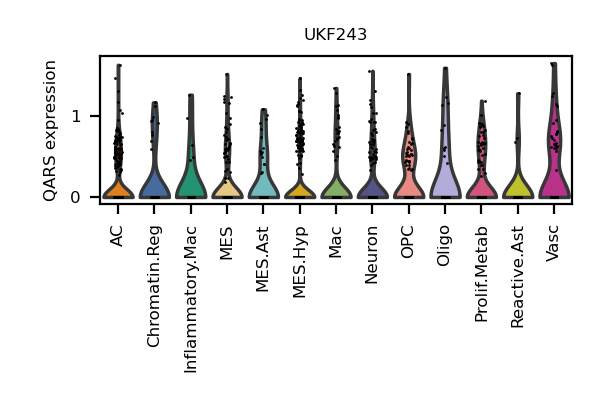 UKF243
QARS expression
1
0
AC
Chromatin.Reg
Inflammatory.Mac
MES
MES.Ast
MES.Hyp
Mac
Neuron
OPC
Oligo
Prolif.Metab
Reactive.Ast
Vasc